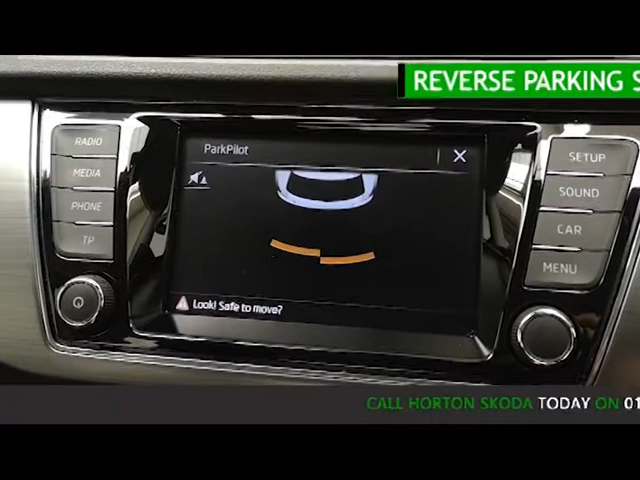 REVERSE PARKING S
RADIO
MEDIA
PHONE
TP
ParkPilot
Look! Safe to move?
SETUP
SOUND
CAR
MENU
CALL HORTON SKODA TODAY ON 01